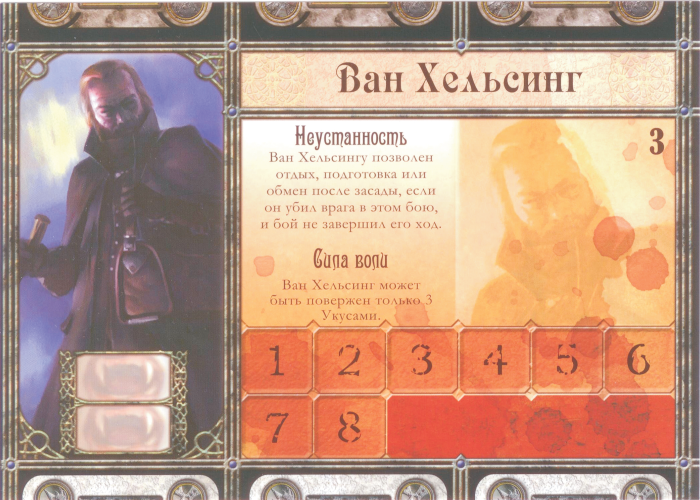 Ван Хельсинг
3
Неустанность
Ван Хельсингу позволен
отдых, подготовка или
обмен после засады, если
он убил врага в этом бою,
и бой не завершил его ход.
Сила воли
Ван Хельсинг может
быть повержен только 3
Укусами.
1 2 3 4 5 6
7 8